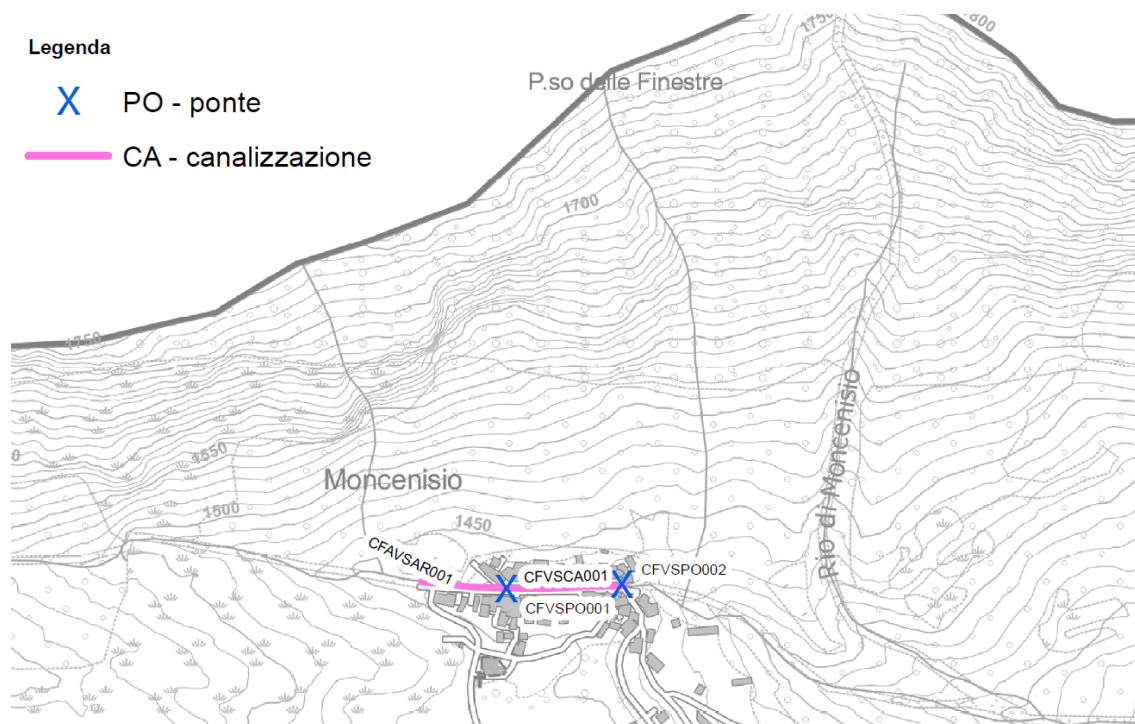 Legenda
PO - ponte
CA - canalizzazione
1750
1800
P.so delle Finestre
1700
1750
1550
0
Moncenisio
1500
1450
Rio di Moncenisio
CFAVSAR001
CFVSCA001
CFVSPO002
CFVSPO001